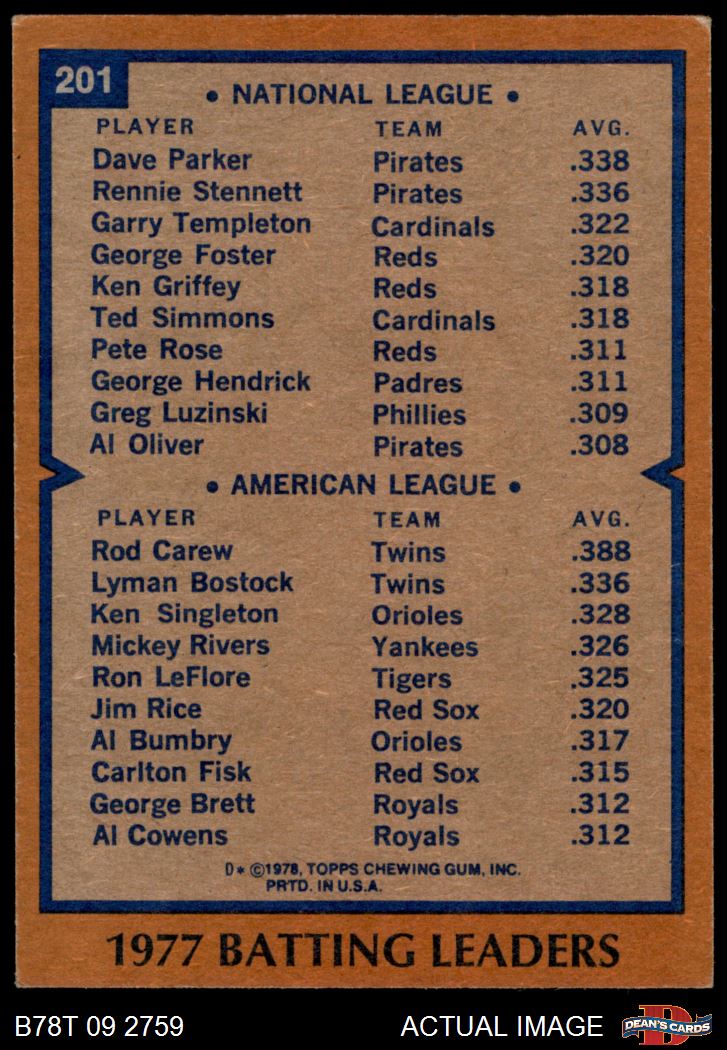 201
• NATIONAL LEAGUE •
PLAYER TEAM AVG.
Dave Parker Pirates .338
Rennie Stennett Pirates .336
Garry Templeton Cardinals .322
George Foster Reds .320
Ken Griffey Reds .318
Ted Simmons Cardinals .318
Pete Rose Reds .311
George Hendrick Padres .311
Greg Luzinski Phillies .309
Al Oliver Pirates .308
• AMERICAN LEAGUE •
PLAYER TEAM AVG.
Rod Carew Twins .388
Lyman Bostock Twins .336
Ken Singleton Orioles .328
Mickey Rivers Yankees .326
Ron LeFlore Tigers .325
Jim Rice Red Sox .320
Al Bumbry Orioles .317
Carlton Fisk Red Sox .315
George Brett Royals .312
Al Cowens Royals .312
D* ©1978, TOPPS CHEWING GUM, INC.
PRTD. IN U.S.A.
1977 BATTING LEADERS
B78T 09 2759 ACTUAL IMAGE DEAN'S CARDS